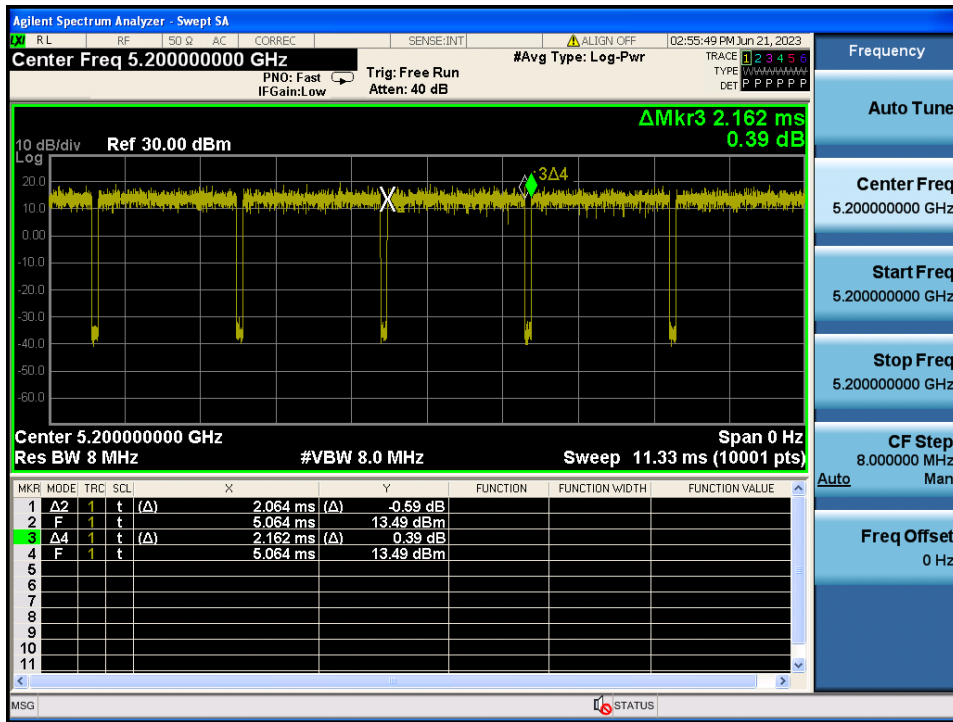 Agilent Spectrum Analyzer - Swept SA
LXI RL RF 50 Ω AC CORREC SENSE:INT ALIGN OFF 02:55:49 PM Jun 21, 2023
Center Freq 5.200000000 GHz
PNO: Fast
IFGain:Low
Trig: Free Run
Atten: 40 dB
#Avg Type: Log-Pwr
TRACE 1 2 3 4 5 6
TYPE
DET P P P P P P
ΔMkr3 2.162 ms
0.39 dB
10 dB/div Ref 30.00 dBm
Log
20.0
10.0
0.00
-10.0
-20.0
-30.0
-40.0
-50.0
-60.0
3Δ4
Center 5.200000000 GHz Span 0 Hz
Res BW 8 MHz #VBW 8.0 MHz Sweep 11.33 ms (10001 pts)
MKR MODE TRC SCL X Y FUNCTION FUNCTION WIDTH FUNCTION VALUE
1 Δ2 1 t (Δ) 2.064 ms (Δ) -0.59 dB
2 F 1 t 5.064 ms 13.49 dBm
3 Δ4 1 t (Δ) 2.162 ms (Δ) 0.39 dB
4 F 1 t 5.064 ms 13.49 dBm
5
6
7
8
9
10
11
MSG STATUS
Frequency
Auto Tune
Center Freq
5.200000000 GHz
Start Freq
5.200000000 GHz
Stop Freq
5.200000000 GHz
CF Step
8.000000 MHz
Auto Man
Freq Offset
0 Hz